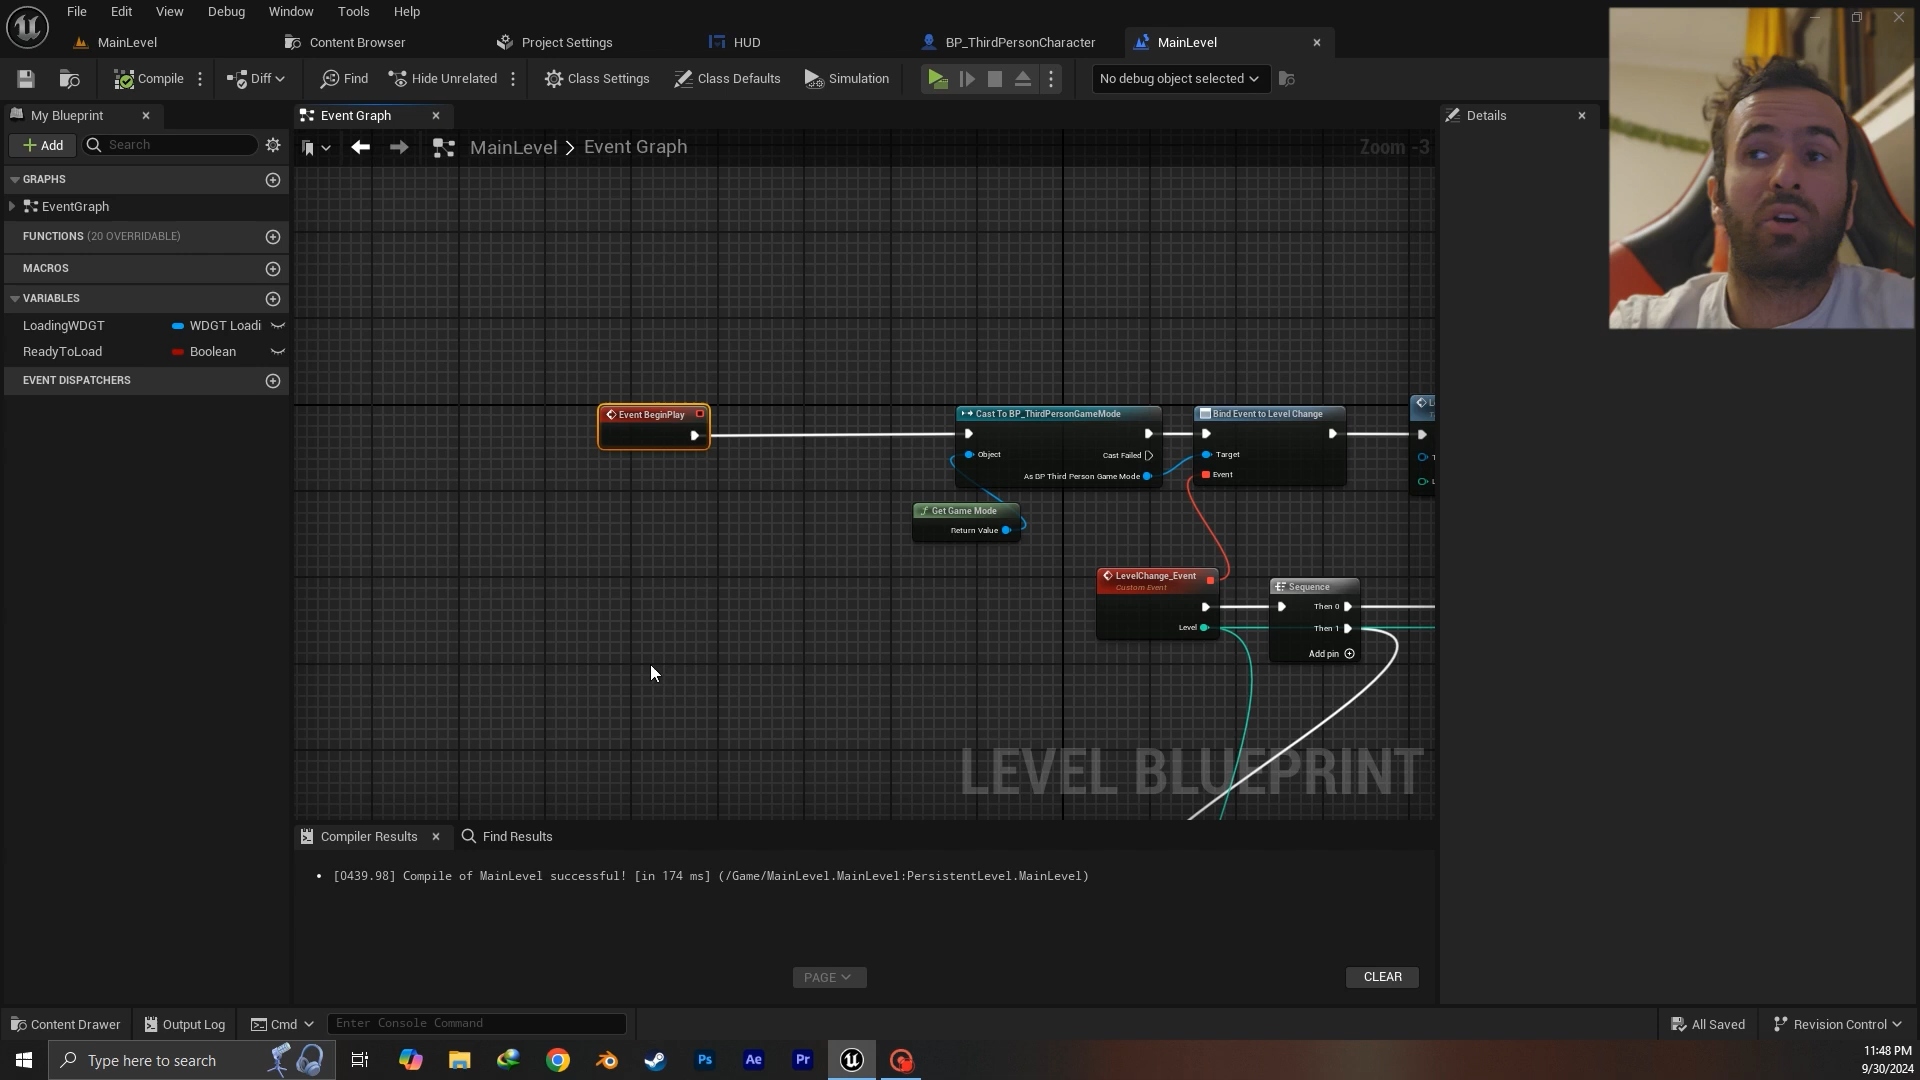 File Edit View Debug Window Tools Help
MainLevel Content Browser Project Settings HUD BP_ThirdPersonCharacter MainLevel
Compile Diff Find Hide Unrelated Class Settings Class Defaults Simulation No debug object selected
My Blueprint Event Graph Details
Add Search MainLevel > Event Graph Zoom -3
GRAPHS
EventGraph
FUNCTIONS (20 OVERRIDABLE)
MACROS
VARIABLES
LoadingWDGT WDGT Loadi
ReadyToLoad Boolean
EVENT DISPATCHERS
Event BeginPlay
Cast To BP_ThirdPersonGameMode
Object
Cast Failed
As BP Third Person Game Mode
Bind Event to Level Change
Target
Event
Get Game Mode
Return Value
LevelChange_Event
Custom Event
Level
Sequence
Then 0
Then 1
Add pin
LEVEL BLUEPRINT
Compiler Results Find Results
• [0439.98] Compile of MainLevel successful! [in 174 ms] (/Game/MainLevel.MainLevel:PersistentLevel.MainLevel)
PAGE CLEAR
Content Drawer Output Log Cmd Enter Console Command All Saved Revision Control
Type here to search Ps Ae Pr 11:48 PM
9/30/2024